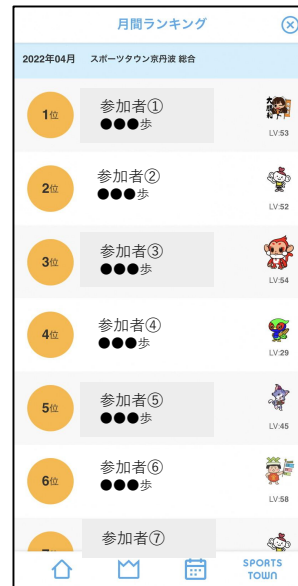 月間ランキング
2022年04月 スポーツタウン京丹波 総合
1位
参加者①
●●●歩
LV:53
2位
参加者②
●●●歩
LV:52
3位
参加者③
●●●歩
LV:54
4位
参加者④
●●●歩
LV:29
5位
参加者⑤
●●●歩
LV:45
6位
参加者⑥
●●●歩
LV:58
参加者⑦
SPORTS
TOWN